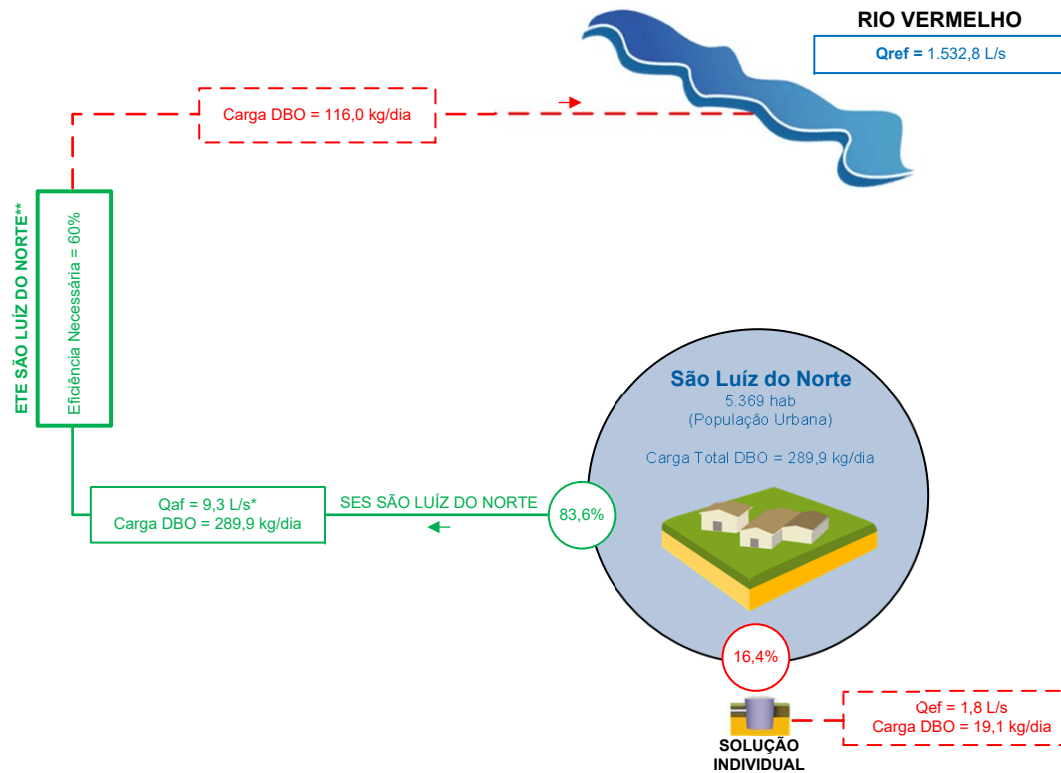 RIO VERMELHO
Qref = 1.532,8 L/s
Carga DBO = 116,0 kg/dia
ETE SÃO LUÍZ DO NORTE**
Eficiência Necessária = 60%
São Luíz do Norte
5.369 hab
(População Urbana)
Carga Total DBO = 289,9 kg/dia
Qaf = 9,3 L/s*
Carga DBO = 289,9 kg/dia
SES SÃO LUÍZ DO NORTE
83,6%
16,4%
Qef = 1,8 L/s
Carga DBO = 19,1 kg/dia
SOLUÇÃO
INDIVIDUAL